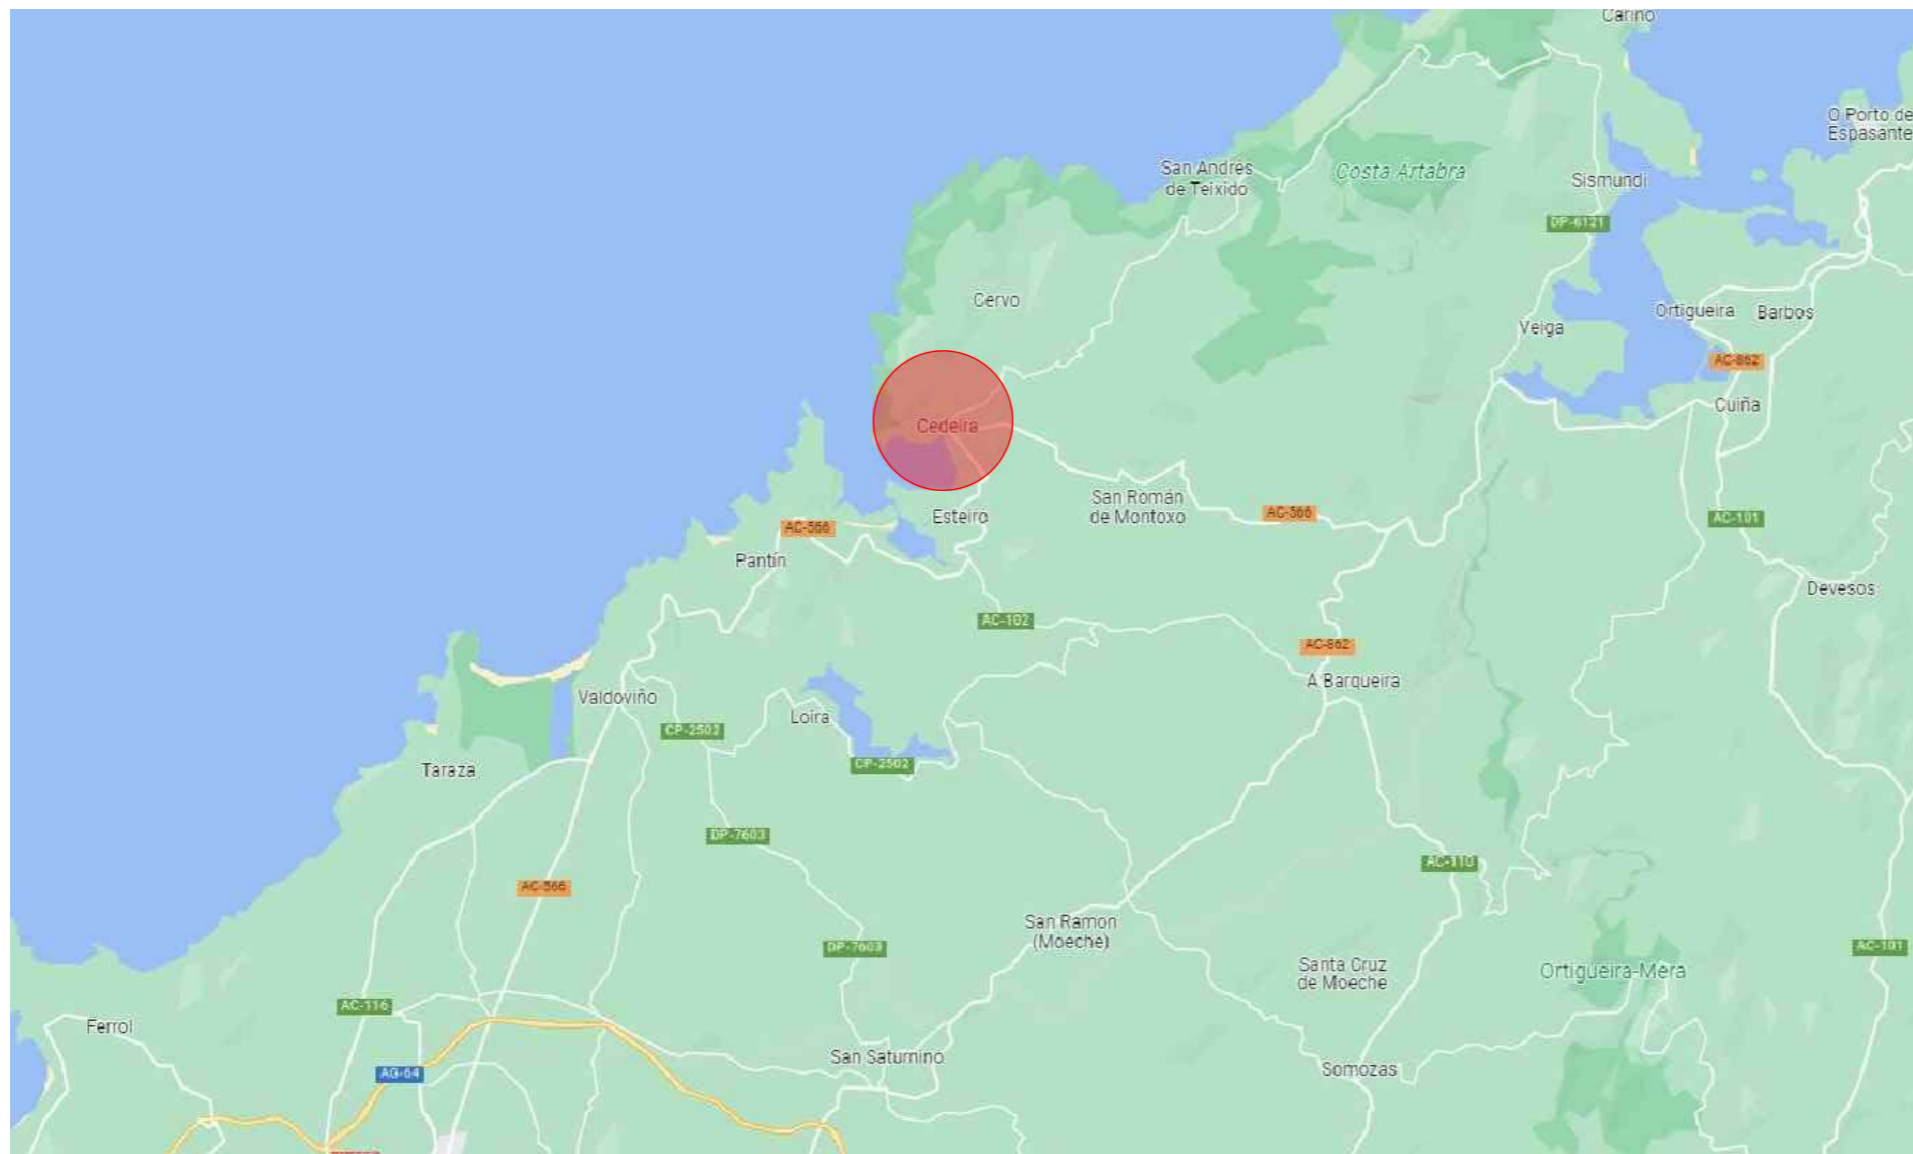 Cariño
O Porto de
Espasante
San Andrés
de Teixido
Costa Ártabra
Sismundi
DP-6121
Cervo
Ortigueira
Barbos
Veiga
AC-862
Cuíña
Cedeira
San Román
de Montoxo
Esteiro
AC-566
AC-566
AC-101
Pantín
Devesos
AC-102
AC-862
A Barqueira
Valdoviño
Loira
CP-2503
CP-2502
Taraza
DP-7603
AC-110
AC-566
San Ramon
(Moeche)
DP-7603
AC-101
Santa Cruz
de Moeche
Ortigueira-Mera
AC-116
Ferrol
San Saturnino
Somozas
AG-64